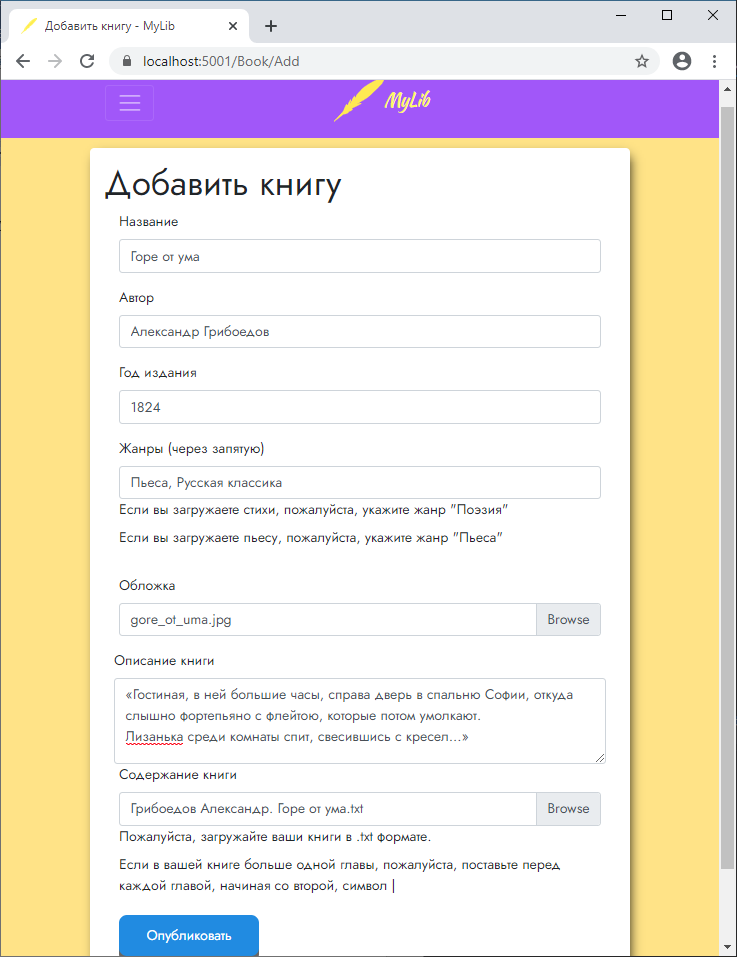 Добавить книгу - MyLib
localhost:5001/Book/Add
MyLib
Добавить книгу
Название
Горе от ума
Автор
Александр Грибоедов
Год издания
1824
Жанры (через запятую)
Пьеса, Русская классика
Если вы загружаете стихи, пожалуйста, укажите жанр "Поэзия"
Если вы загружаете пьесу, пожалуйста, укажите жанр "Пьеса"
Обложка
gore_ot_uma.jpg Browse
Описание книги
«Гостиная, в ней большие часы, справа дверь в спальню Софии, откуда
слышно фортепьяно с флейтою, которые потом умолкают.
Лизанька среди комнаты спит, свесившись с кресел...»
Содержание книги
Грибоедов Александр. Горе от ума.txt Browse
Пожалуйста, загружайте ваши книги в .txt формате.
Если в вашей книге больше одной главы, пожалуйста, поставьте перед
каждой главой, начиная со второй, символ |
Опубликовать